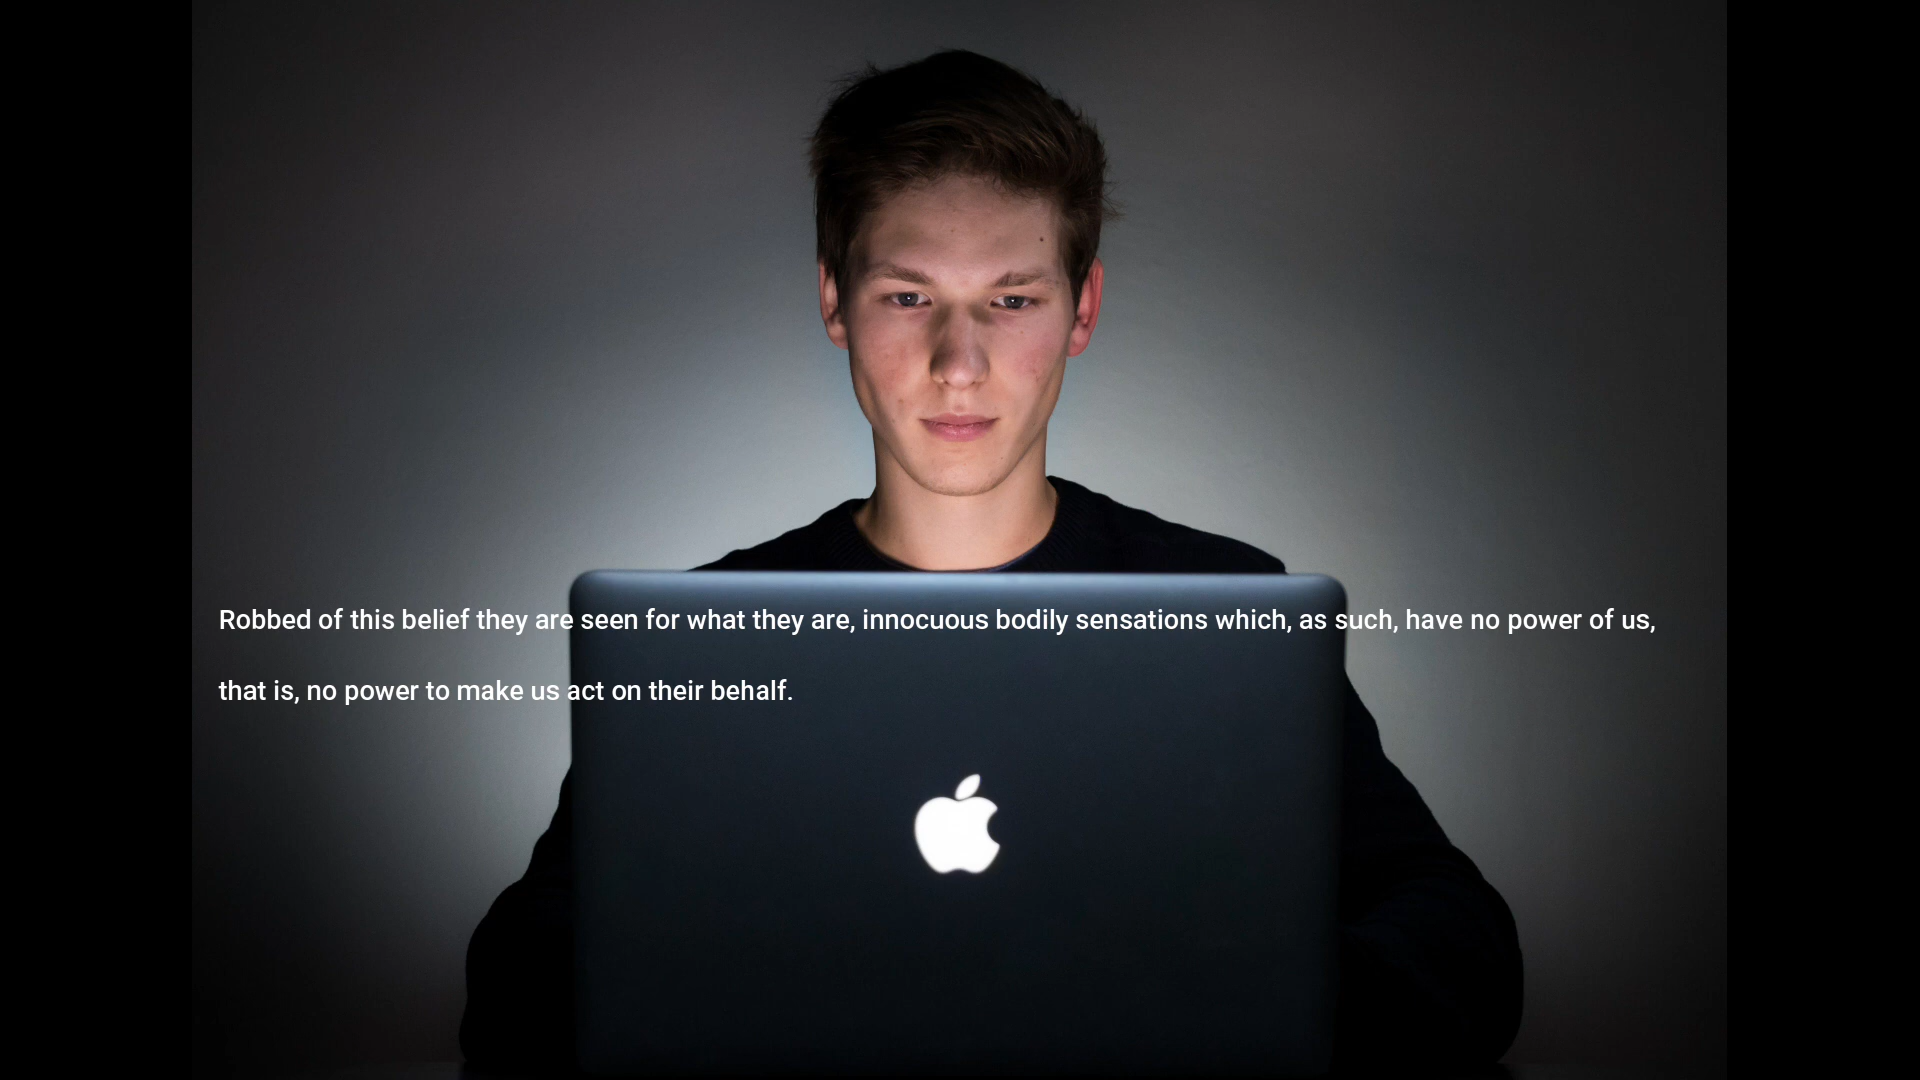 Robbed of this belief they are seen for what they are, innocuous bodily sensations which, as such, have no power of us,
that is, no power to make us act on their behalf.